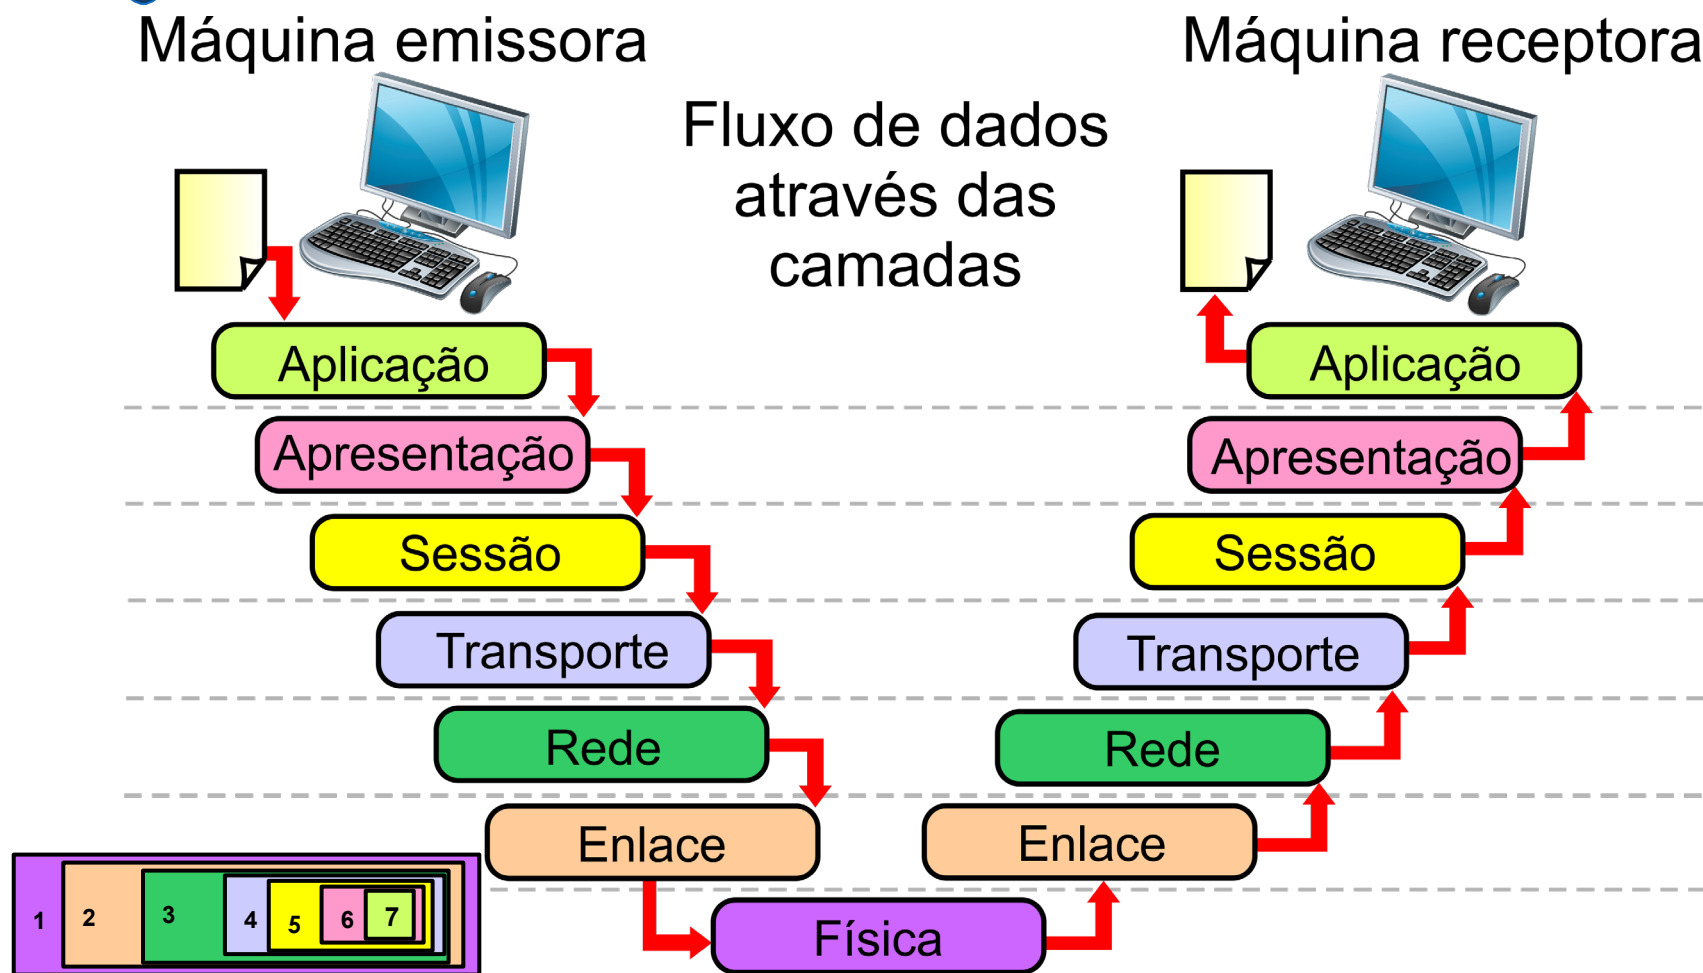 Máquina emissora
Máquina receptora
Fluxo de dados
através das
camadas
Aplicação
Aplicação
Apresentação
Apresentação
Sessão
Sessão
Transporte
Transporte
Rede
Rede
Enlace
Enlace
1 2 3 4 5 6 7
Física